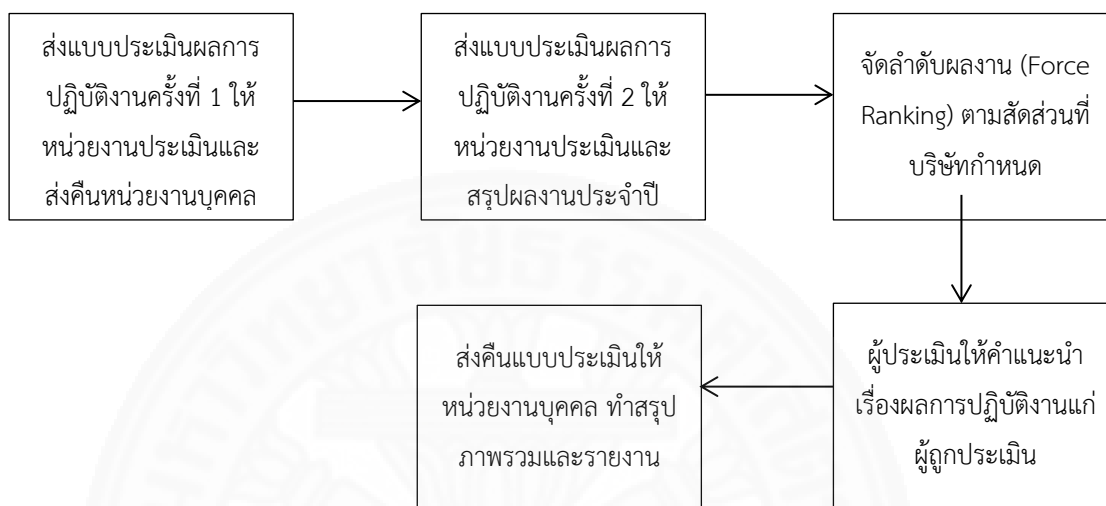 ส่งแบบประเมินผลการ
ปฏิบัติงานครั้งที่ 1 ให้
หน่วยงานประเมินและ
ส่งคืนหน่วยงานบุคคล
ส่งแบบประเมินผลการ
ปฏิบัติงานครั้งที่ 2 ให้
หน่วยงานประเมินและ
สรุปผลงานประจำปี
จัดลำดับผลงาน (Force
Ranking) ตามสัดส่วนที่
บริษัทกำหนด
ผู้ประเมินให้คำแนะนำ
เรื่องผลการปฏิบัติงานแก่
ผู้ถูกประเมิน
ส่งคืนแบบประเมินให้
หน่วยงานบุคคล ทำสรุป
ภาพรวมและรายงาน